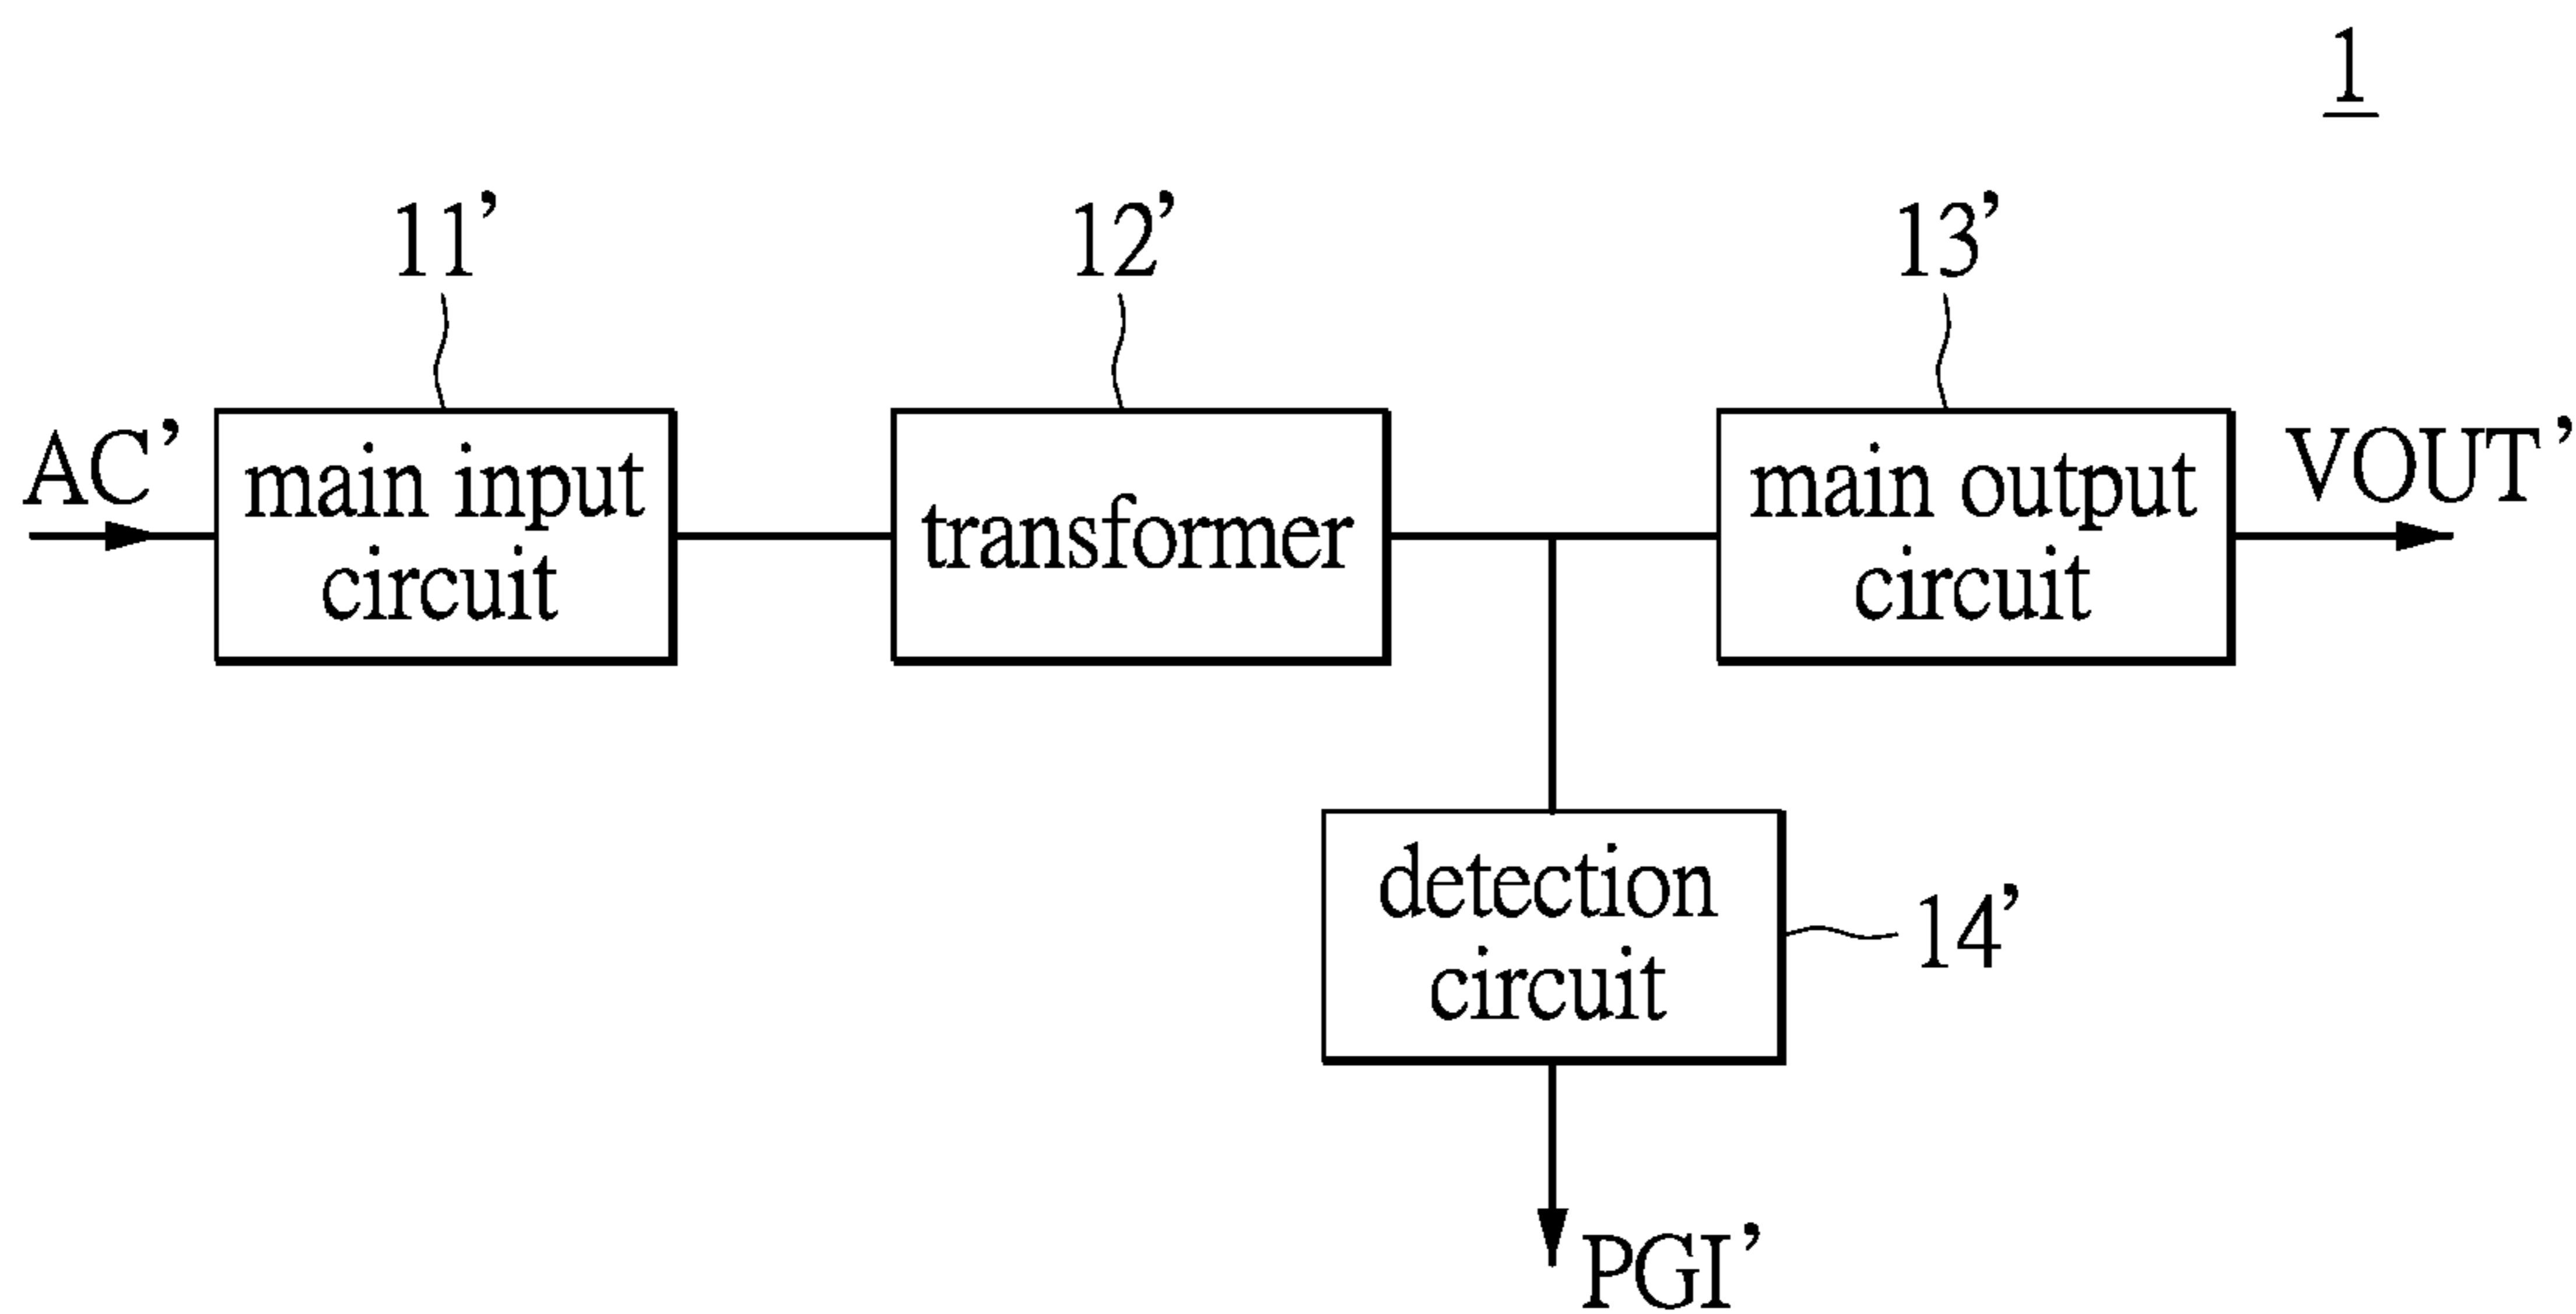 1
11’
12’
13’
AC’
main input
circuit
transformer
main output
circuit
VOUT’
detection
circuit
14’
PGI’